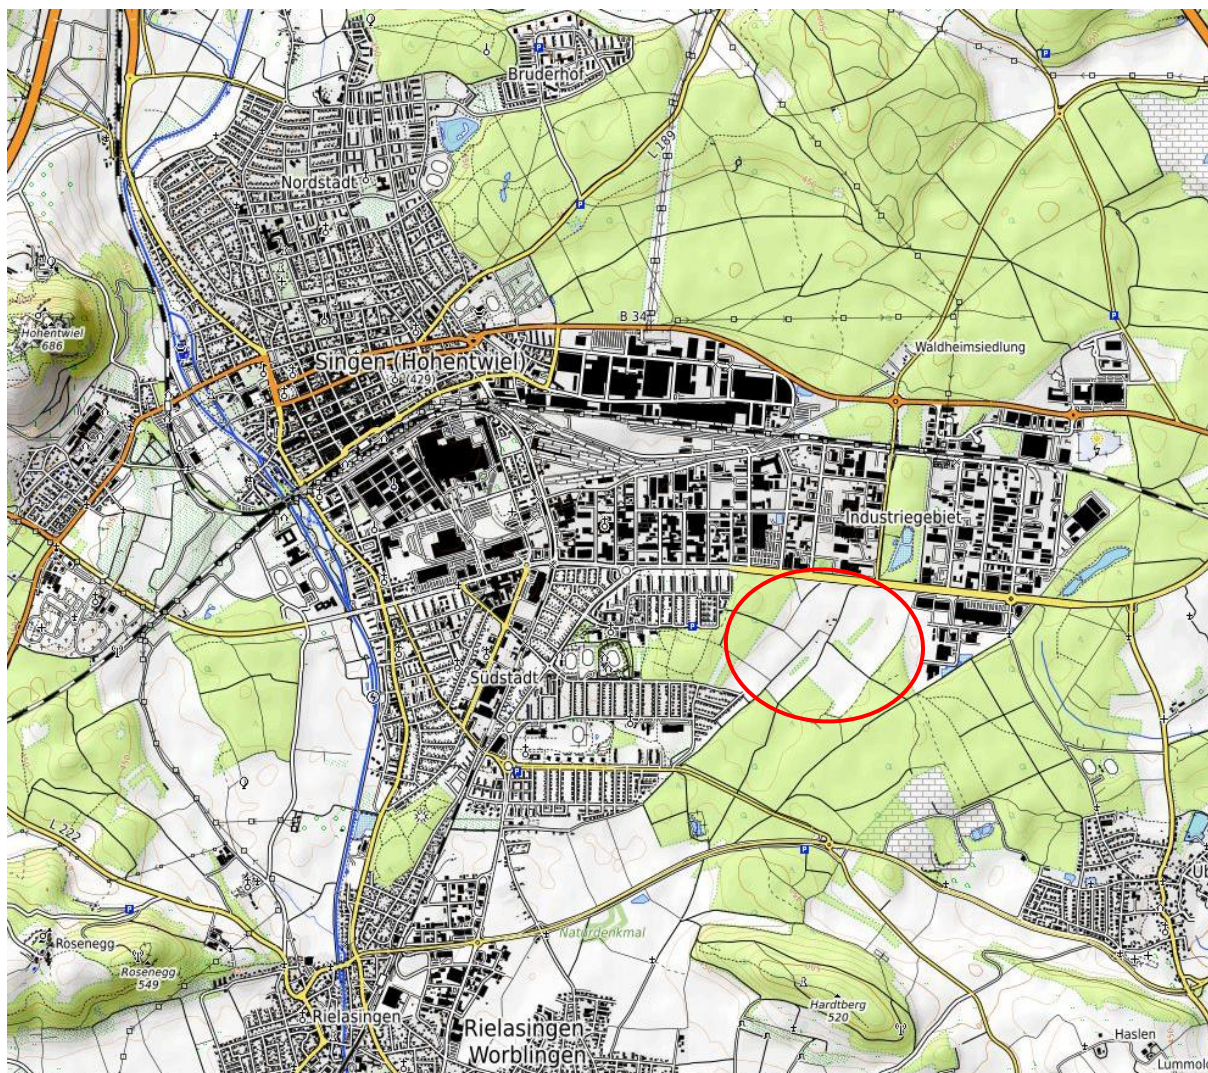 Bruderhof
L 189
Nordstadt
Hohentwiel
686
B 34
Waldheimsiedlung
Singen (Hohentwiel)
(429)
Industriegebiet
Südstadt
L 222
Naturdenkmal
Rosenegg
Rosenegg
549
Hardtberg
520
Rielasingen
Rielasingen-
Worblingen
Haslen